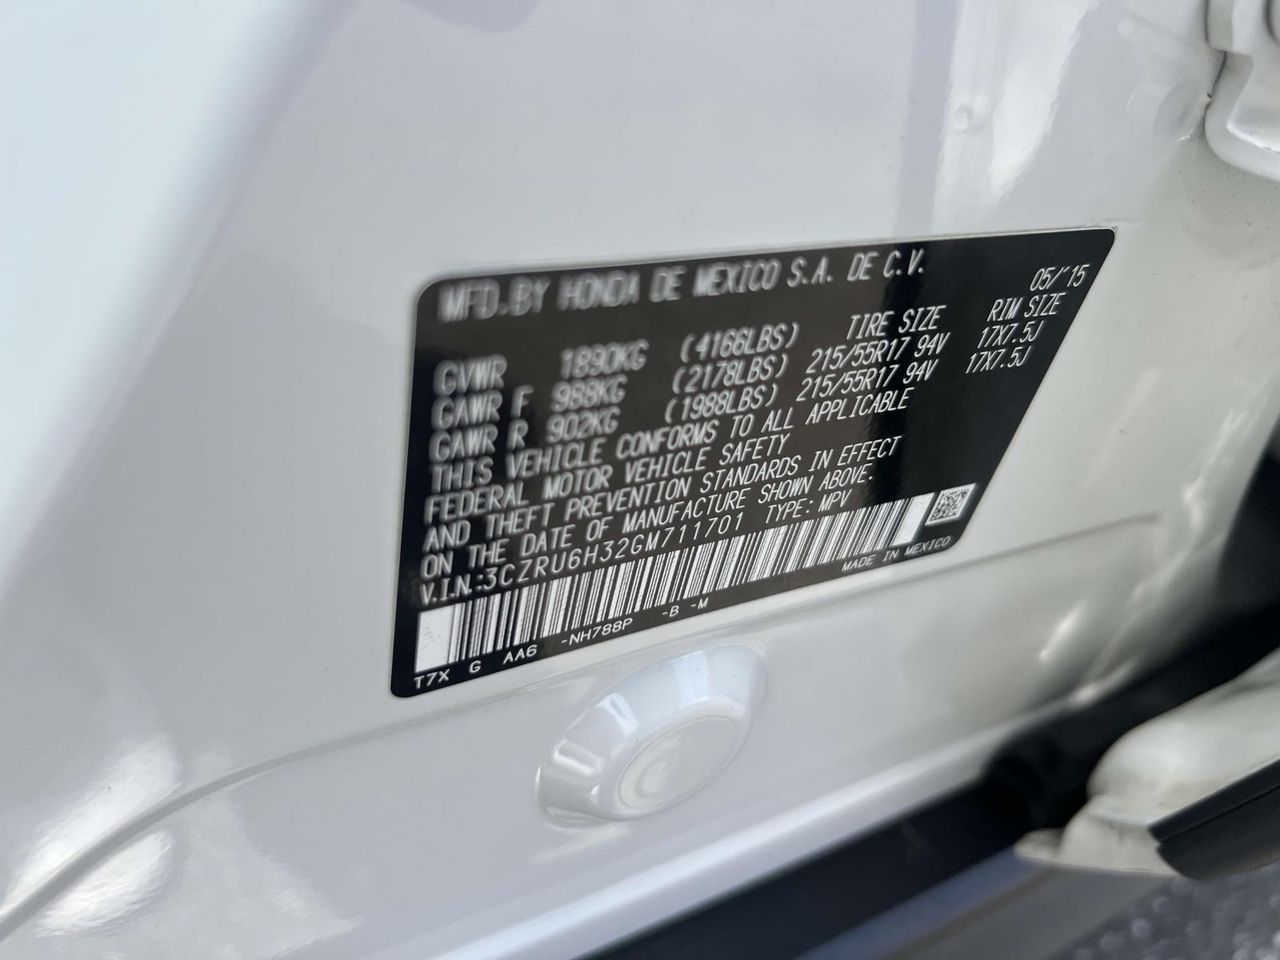 MFD.BY HONDA DE MEXICO S.A. DE C.V. 05/'15
GVWR 1890KG (4166LBS) TIRE SIZE RIM SIZE
GAWR F 988KG (2178LBS) 215/55R17 94V 17X7.5J
GAWR R 902KG (1988LBS) 215/55R17 94V 17X7.5J
THIS VEHICLE CONFORMS TO ALL APPLICABLE
FEDERAL MOTOR VEHICLE SAFETY
AND THEFT PREVENTION STANDARDS IN EFFECT
ON THE DATE OF MANUFACTURE SHOWN ABOVE.
V.I.N.:3CZRU6H32GM711701 TYPE: MPV
MADE IN MEXICO
T7X G AA6 -NH788P -B -M